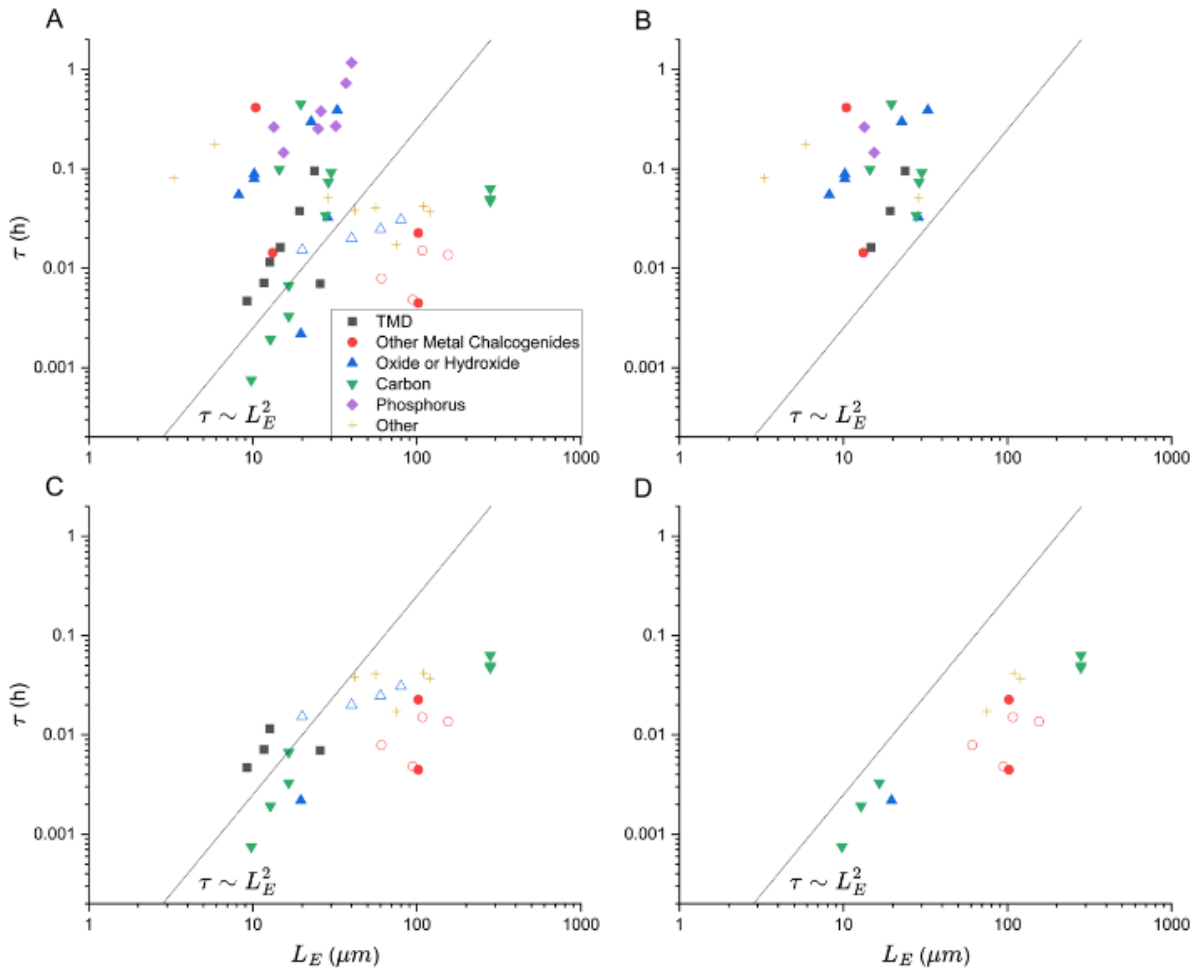 A
B
τ (h)
1
0.1
0.01
0.001
TMD
Other Metal Chalcogenides
Oxide or Hydroxide
Carbon
Phosphorus
Other
τ ~ L_E^2
1
10
100
1000
τ (h)
1
0.1
0.01
0.001
τ ~ L_E^2
1
10
100
1000
C
D
τ (h)
1
0.1
0.01
0.001
τ ~ L_E^2
1
10
100
1000
L_E (μm)
1
0.1
0.01
0.001
τ ~ L_E^2
1
10
100
1000
L_E (μm)